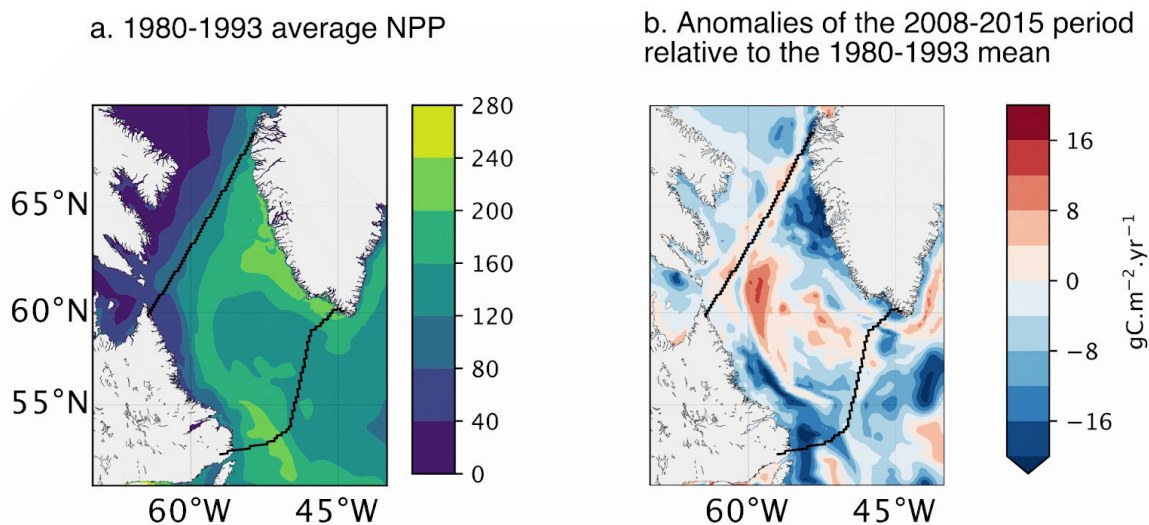 a. 1980-1993 average NPP
b. Anomalies of the 2008-2015 period
relative to the 1980-1993 mean
280
240
200
160
120
80
40
0
65°N
60°N
55°N
60°W 45°W
16
8
0
−8
−16
gC.m⁻².yr⁻¹
60°W 45°W